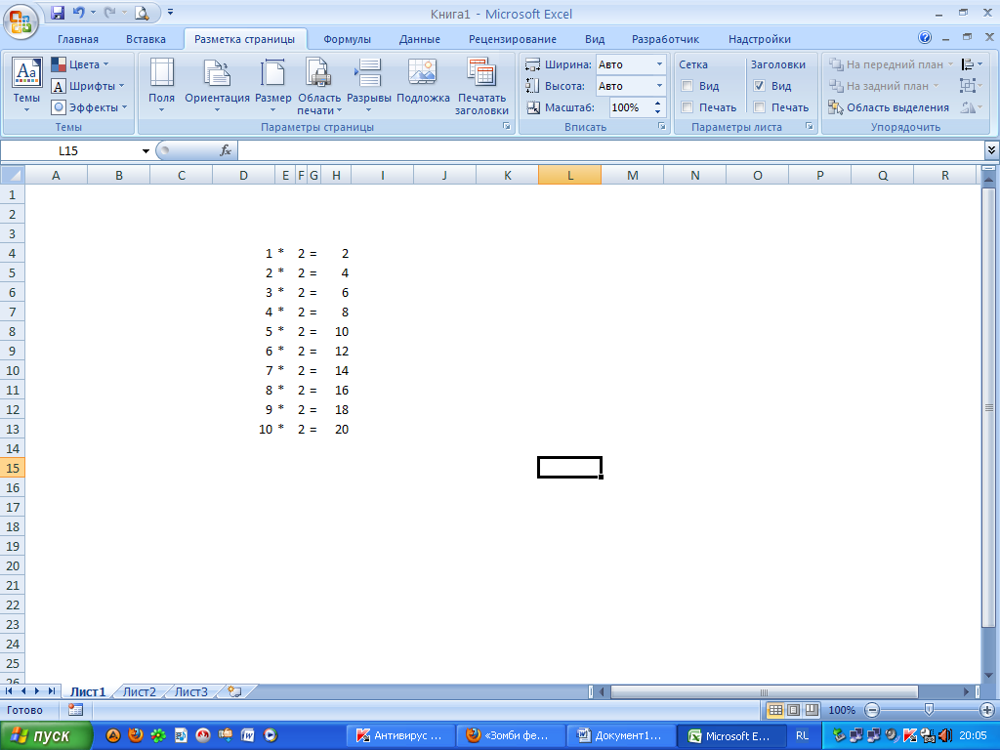 Книга1 - Microsoft Excel
Главная Вставка Разметка страницы Формулы Данные Рецензирование Вид Разработчик Надстройки
Темы
Цвета
Шрифты
Эффекты
Темы
Поля
Ориентация
Размер
Область печати
Разрывы
Подложка
Печатать заголовки
Параметры страницы
Ширина: Авто
Высота: Авто
Масштаб: 100%
Вписать
Сетка Заголовки
Вид Вид
Печать Печать
Параметры листа
На передний план
На задний план
Область выделения
Упорядочить
L15 fx
A B C D E F G H I J K L M N O P Q R
1
2
3
4 1 * 2 = 2
5 2 * 2 = 4
6 3 * 2 = 6
7 4 * 2 = 8
8 5 * 2 = 10
9 6 * 2 = 12
10 7 * 2 = 14
11 8 * 2 = 16
12 9 * 2 = 18
13 10 * 2 = 20
14
15
16
17
18
19
20
21
22
23
24
25
26
Лист1 Лист2 Лист3
Готово 100%
пуск Антивирус ... «Зомби фе... Документ1... Microsoft E... RL 20:05